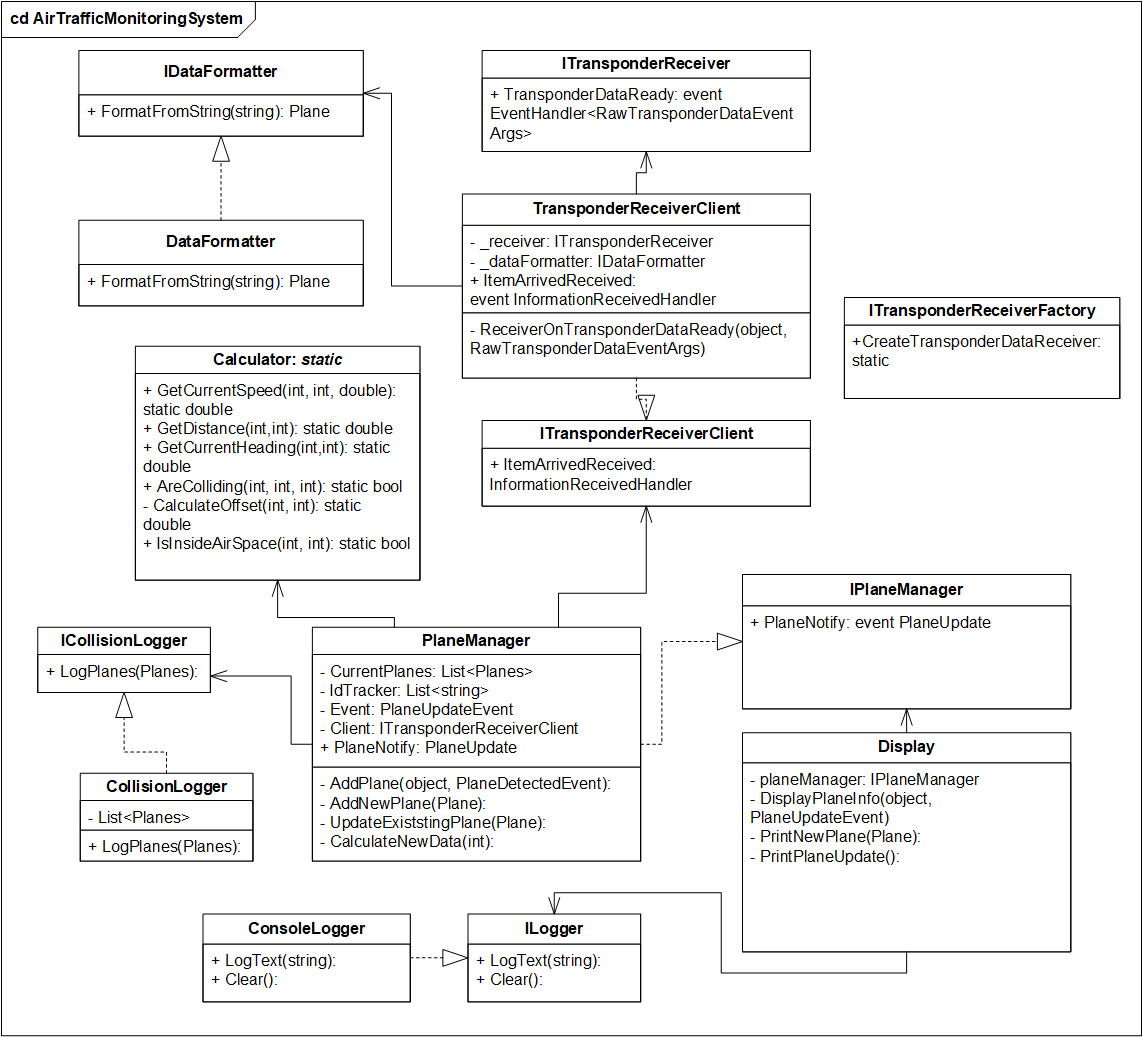 cd AirTrafficMonitoringSystem
IDataFormatter
+ FormatFromString(string): Plane
ITransponderReceiver
+ TransponderDataReady: event
EventHandler<RawTransponderDataEvent
Args>
DataFormatter
+ FormatFromString(string): Plane
TransponderReceiverClient
- _receiver: ITransponderReceiver
- _dataFormatter: IDataFormatter
+ ItemArrivedReceived:
event InformationReceivedHandler
- ReceiverOnTransponderDataReady(object,
RawTransponderDataEventArgs)
ITransponderReceiverFactory
+CreateTransponderDataReceiver:
static
Calculator: static
+ GetCurrentSpeed(int, int, double):
static double
+ GetDistance(int,int): static double
+ GetCurrentHeading(int,int): static
double
+ AreColliding(int, int, int): static bool
- CalculateOffset(int, int): static
double
+ IsInsideAirSpace(int, int): static bool
ITransponderReceiverClient
+ ItemArrivedReceived:
InformationReceivedHandler
IPlaneManager
+ PlaneNotify: event PlaneUpdate
ICollisionLogger
+ LogPlanes(Planes):
PlaneManager
- CurrentPlanes: List<Planes>
- IdTracker: List<string>
- Event: PlaneUpdateEvent
- Client: ITransponderReceiverClient
+ PlaneNotify: PlaneUpdate
- AddPlane(object, PlaneDetectedEvent):
- AddNewPlane(Plane):
- UpdateExiststingPlane(Plane):
- CalculateNewData(int):
Display
- planeManager: IPlaneManager
- DisplayPlaneInfo(object,
PlaneUpdateEvent)
- PrintNewPlane(Plane):
- PrintPlaneUpdate():
CollisionLogger
- List<Planes>
+ LogPlanes(Planes):
ConsoleLogger
+ LogText(string):
+ Clear():
ILogger
+ LogText(string):
+ Clear():